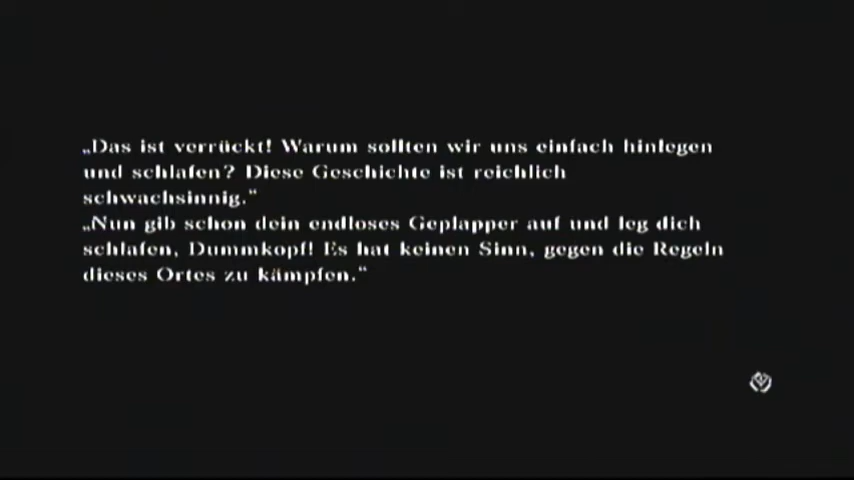 „Das ist verrückt! Warum sollten wir uns einfach hinlegen
und schlafen? Diese Geschichte ist reichlich
schwachsinnig.“
„Nun gib schon dein endloses Geplapper auf und leg dich
schlafen, Dummkopf! Es hat keinen Sinn, gegen die Regeln
dieses Ortes zu kämpfen.“